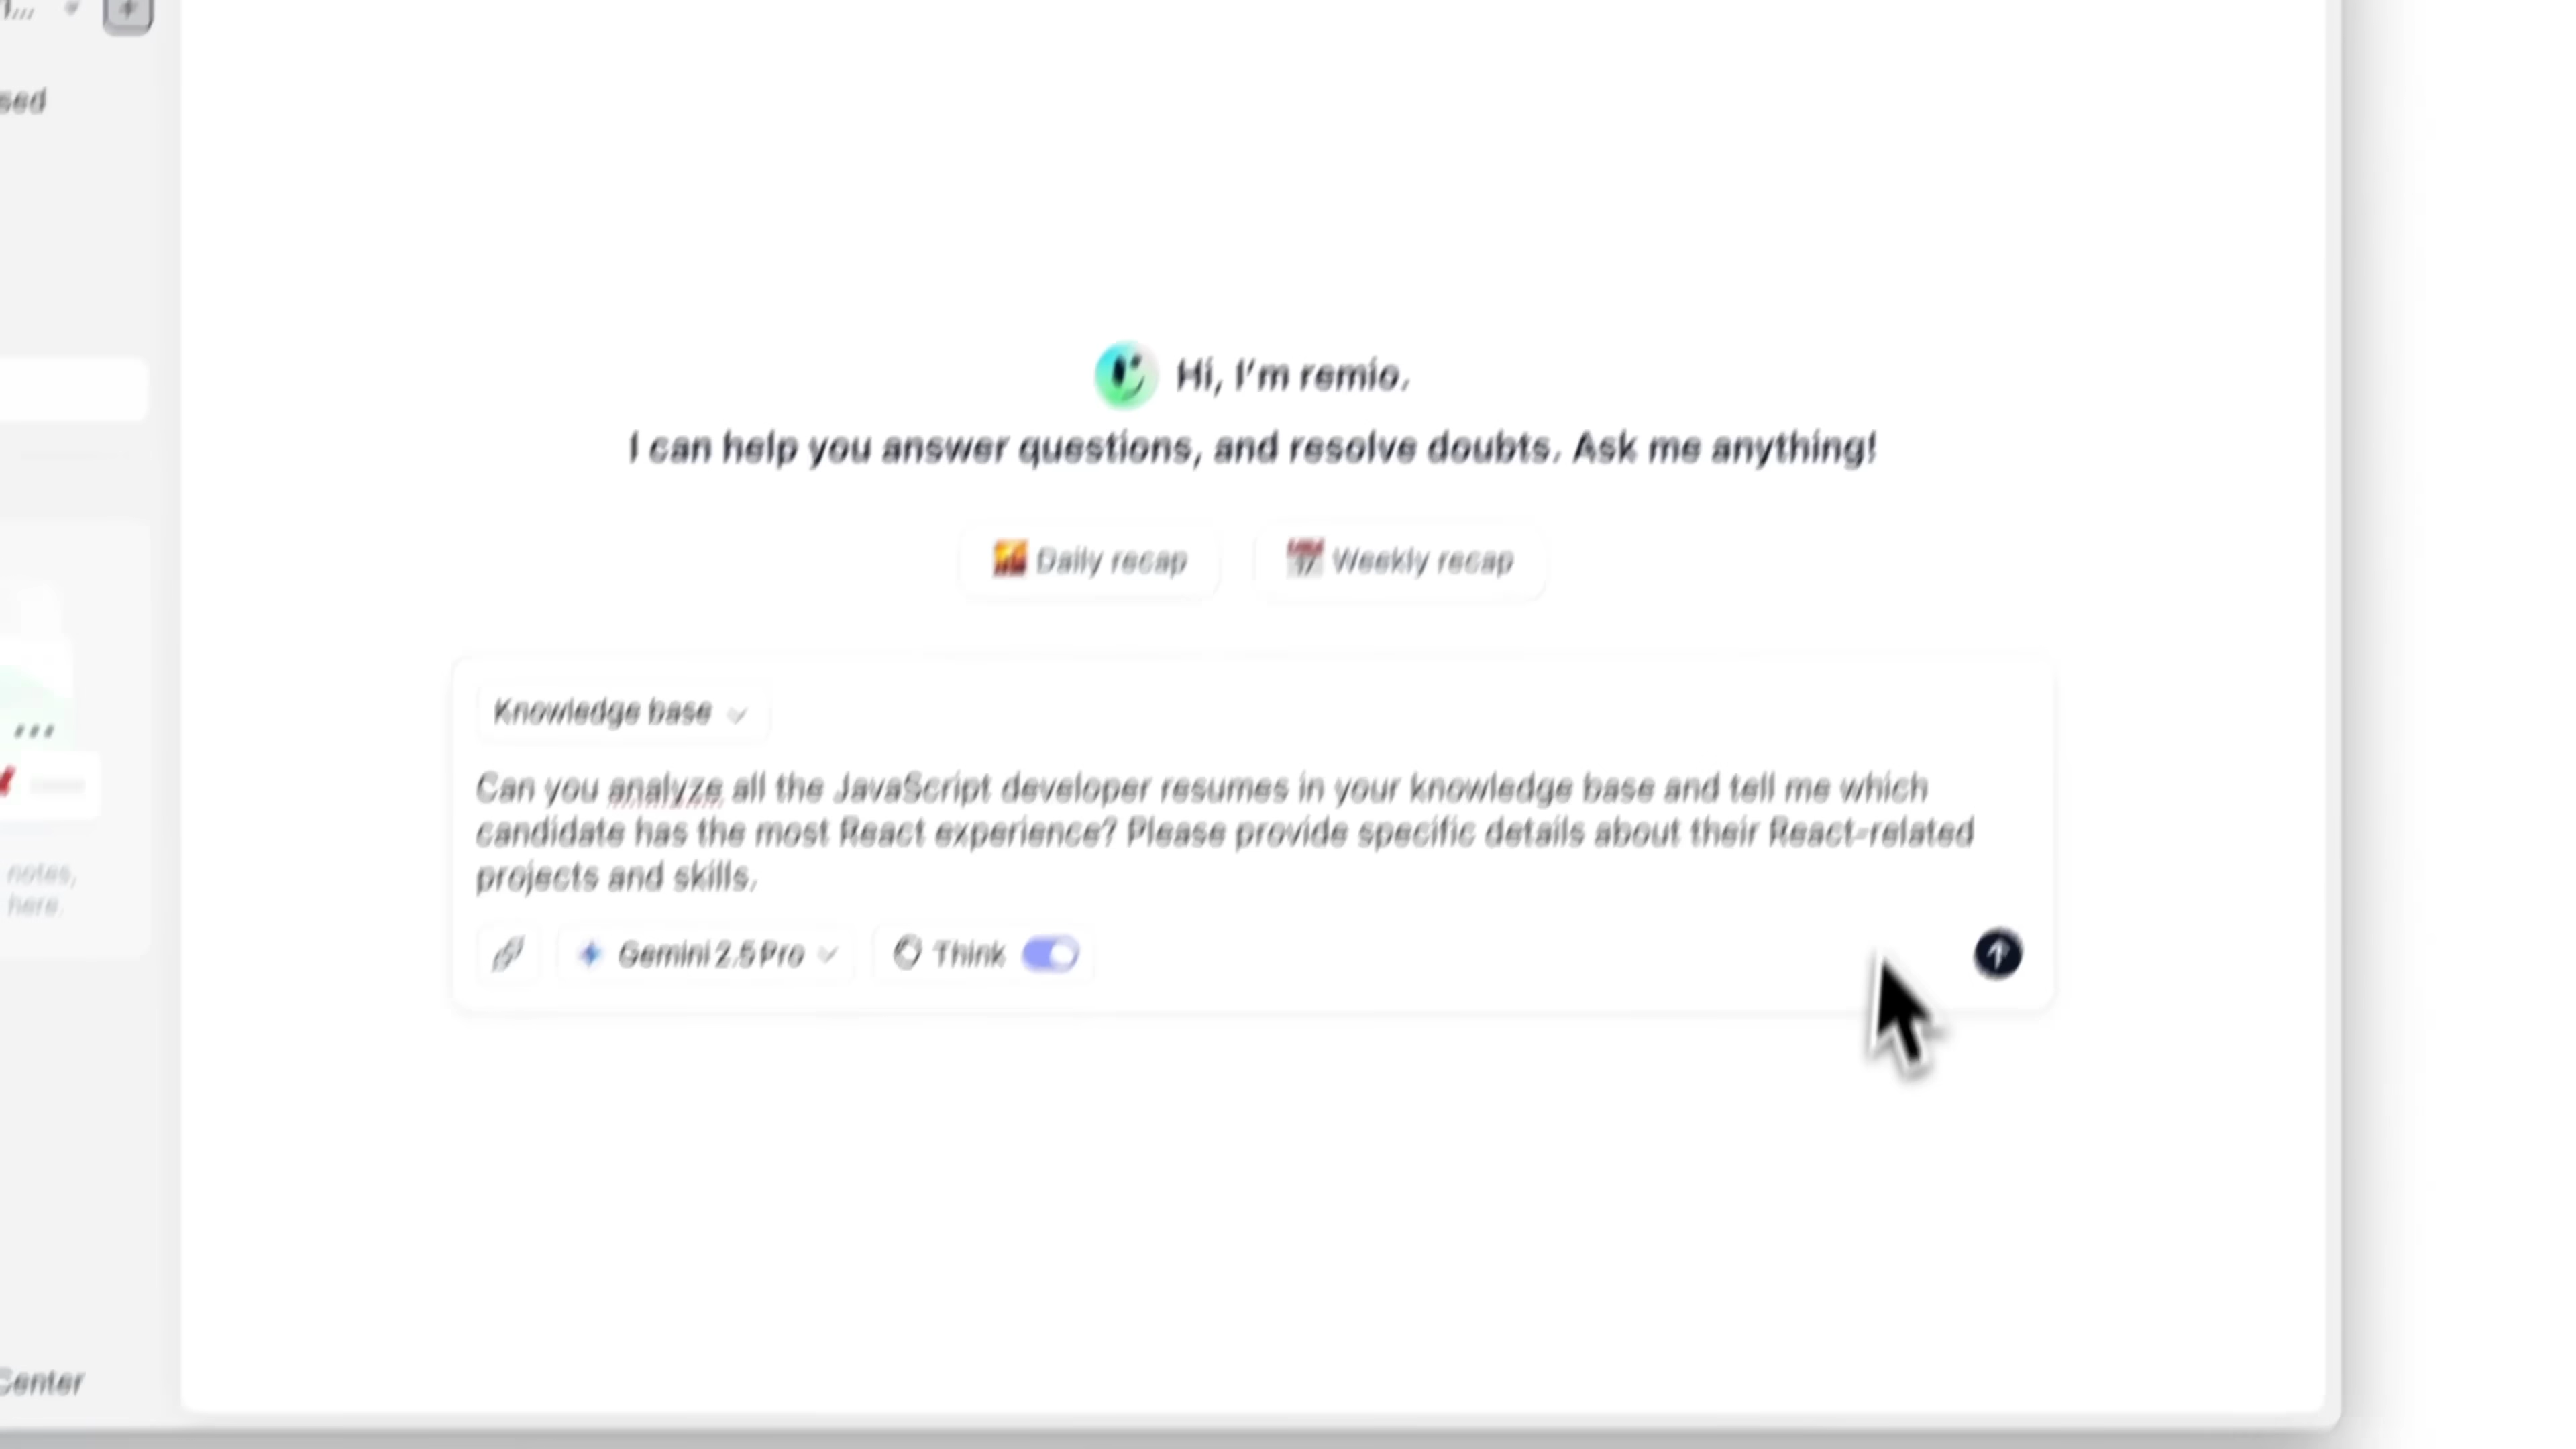 sed
Hi, I'm remio.
I can help you answer questions, and resolve doubts. Ask me anything!
Daily recap
Weekly recap
Knowledge base
Can you analyze all the JavaScript developer resumes in your knowledge base and tell me which
candidate has the most React experience? Please provide specific details about their React-related
projects and skills.
Gemini 2.5 Pro
Think
notes,
here.
Center